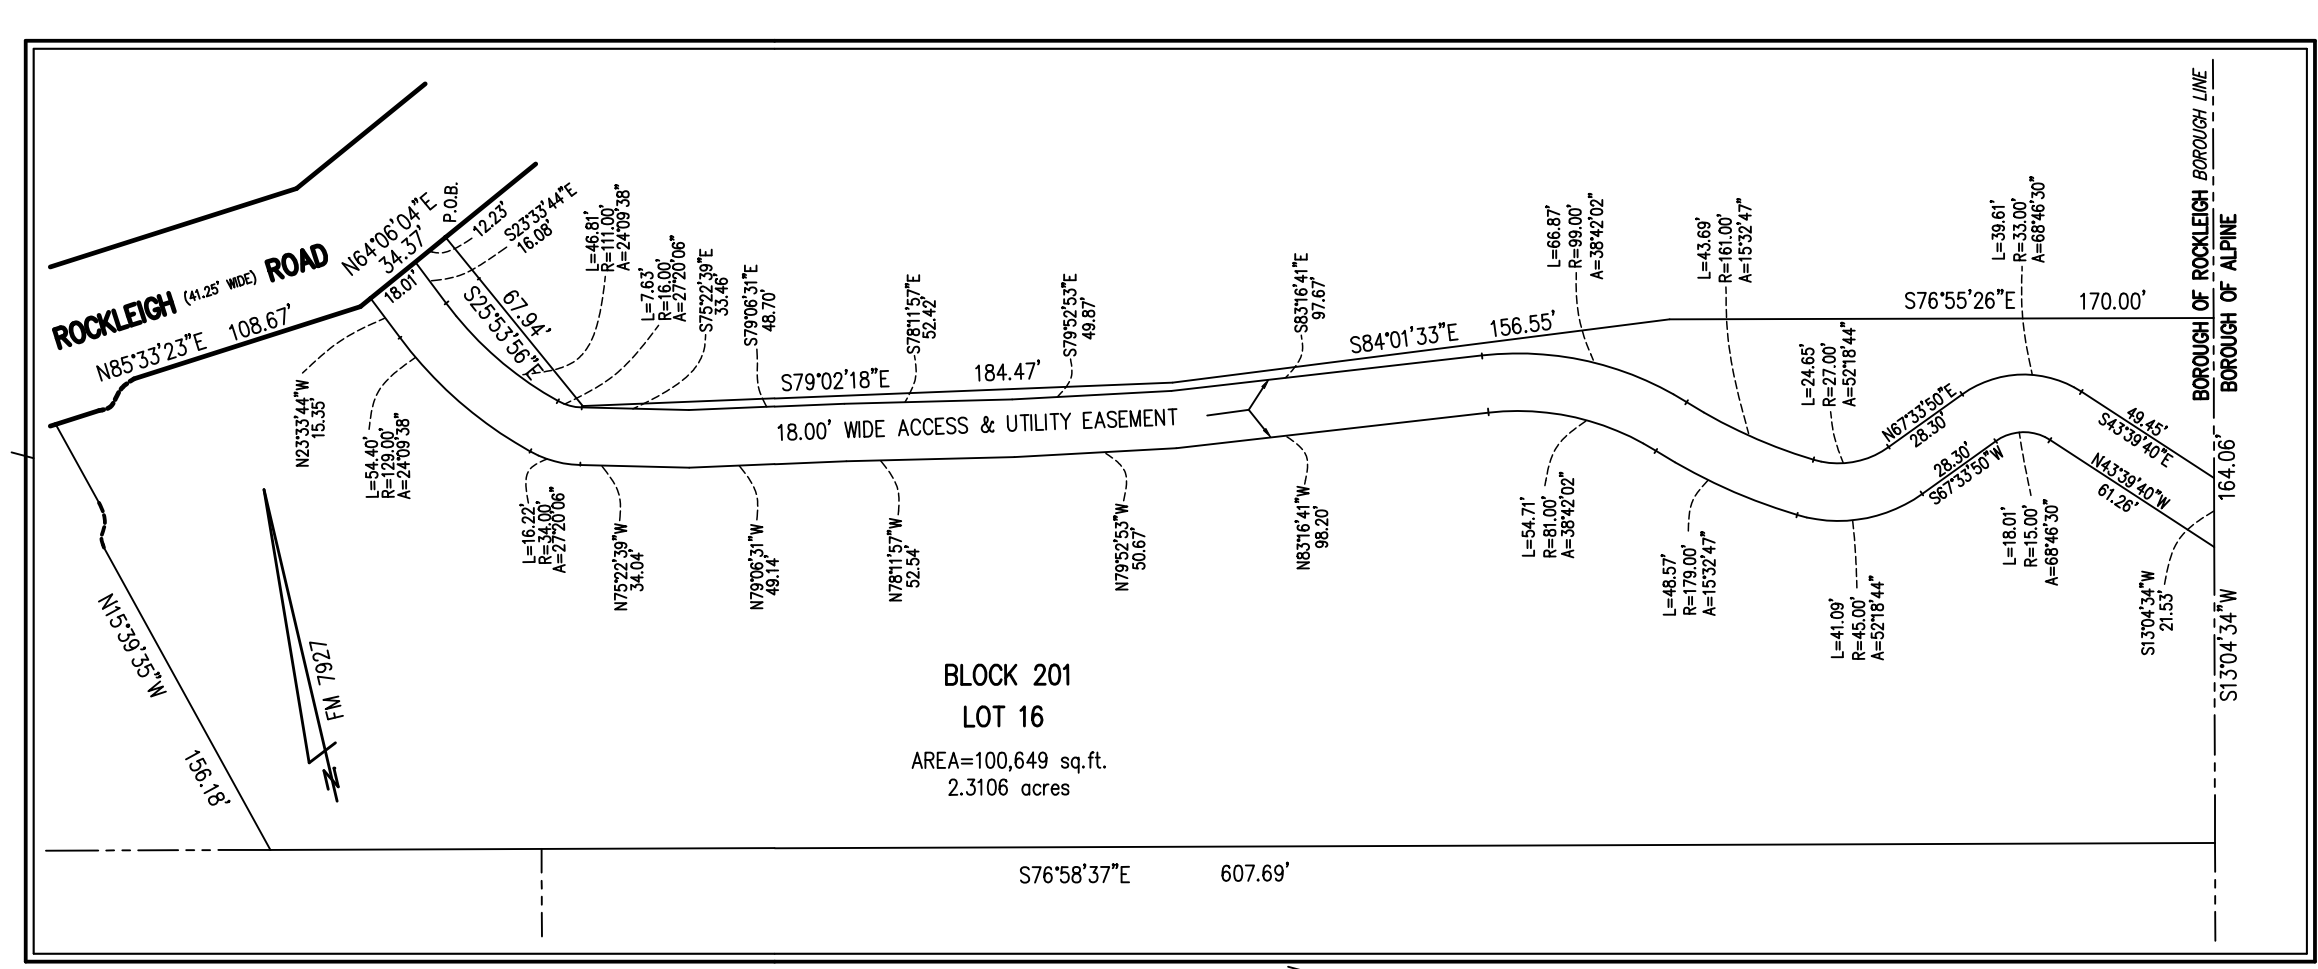 ROCKLEIGH (41.25' WIDE) ROAD
N85°33'23"E 108.67'
N64°06'04"E
34.37'
P.O.B.
12.23'
18.01'
S23°33'44"E
16.08'
S25°53'56"E
67.94'
L=46.81'
R=111.00'
A=24°09'38"
L=7.63'
R=16.00'
A=27°20'06"
S75°22'39"E
33.46'
S79°06'31"E
48.70'
S78°11'57"E
52.42'
S79°52'53"E
49.87'
S83°16'41"E
97.67'
S79°02'18"E 184.47'
S84°01'33"E 156.55'
18.00' WIDE ACCESS & UTILITY EASEMENT
L=66.87'
R=99.00'
A=38°42'02"
L=43.69'
R=161.00'
A=15°32'47"
L=24.65'
R=27.00'
A=52°18'44"
N67°33'50"E
28.30'
L=39.61'
R=33.00'
A=68°46'30"
S76°55'26"E 170.00'
49.45'
S43°39'40"E
BOROUGH OF ROCKLEIGH BOROUGH LINE
BOROUGH OF ALPINE
164.06'
S13°04'34"W
N23°33'44"W
15.35'
L=54.40'
R=129.00'
A=24°09'38"
L=16.22'
R=34.00'
A=27°20'06"
N75°22'39"W
34.04'
N79°06'31"W
49.14'
N78°11'57"W
52.54'
N79°52'53"W
50.67'
N83°16'41"W
98.20'
L=54.71'
R=81.00'
A=38°42'02"
L=48.57'
R=179.00'
A=15°32'47"
L=41.09'
R=45.00'
A=52°18'44"
28.30'
S67°33'50"W
L=18.01'
R=15.00'
A=68°46'30"
N43°39'40"W
61.26'
S13°04'34"W
21.53'
N15°39'35"W 156.18'
FM 7927
N
BLOCK 201
LOT 16
AREA=100,649 sq.ft.
2.3106 acres
S76°58'37"E 607.69'